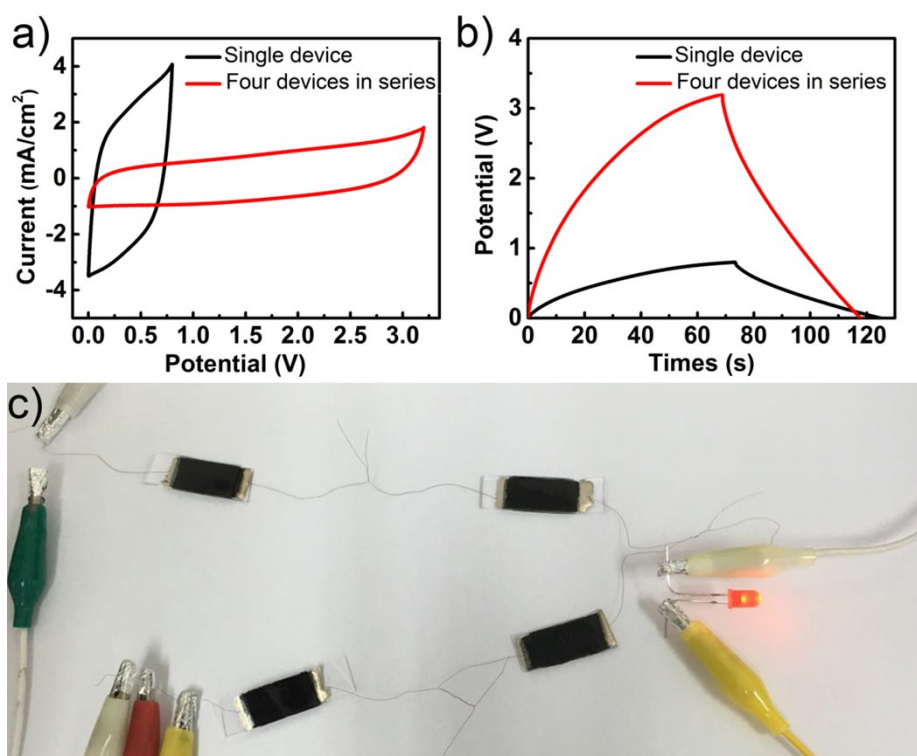 a)
Single device
Four devices in series
Current (mA/cm²)
4
2
0
-2
-4
0.0 0.5 1.0 1.5 2.0 2.5 3.0
Potential (V)
b)
Single device
Four devices in series
Potential (V)
4
3
2
1
0
0 20 40 60 80 100 120
Times (s)
c)